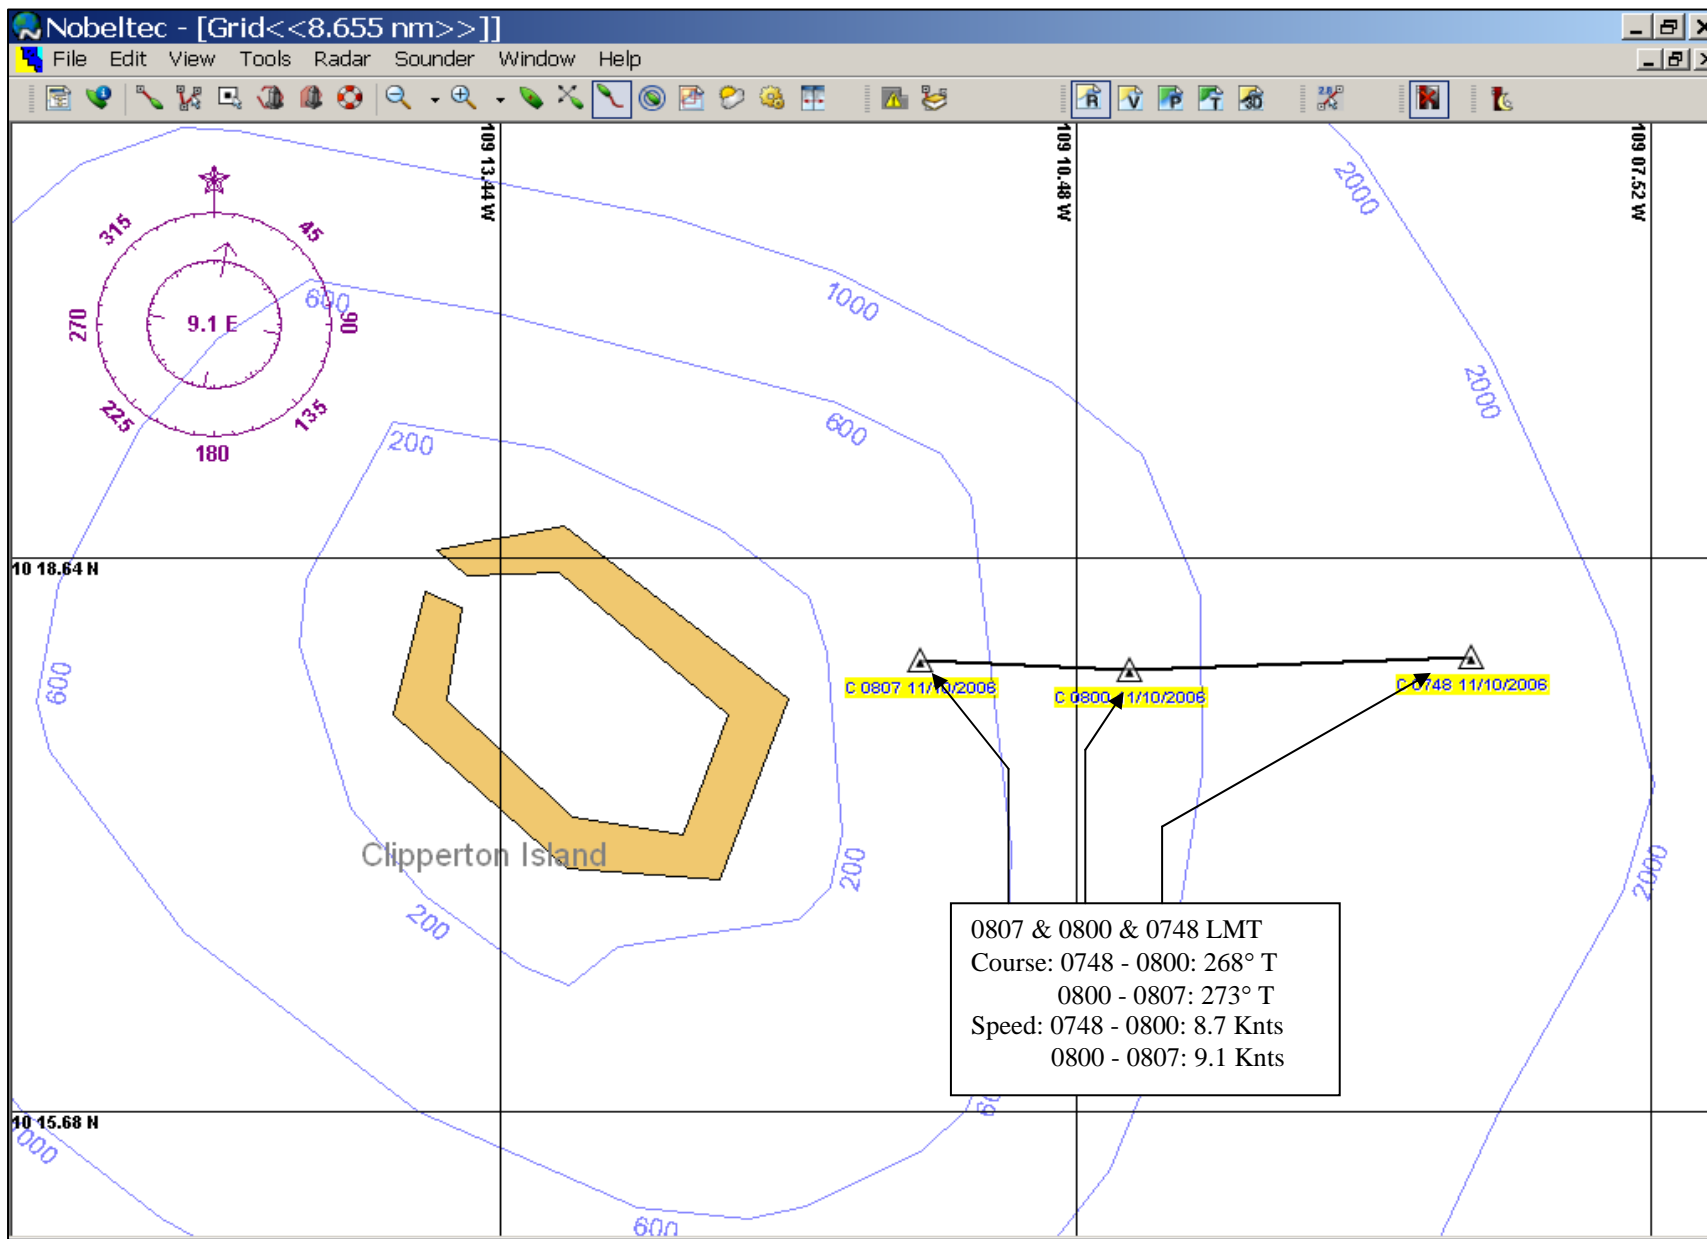 Nobeltec - [Grid<<8.655 nm>>]]
File Edit View Tools Radar Sounder Window Help
R V P T 3D
109 13.44 W
109 10.48 W
109 07.52 W
315 45
270 9.1 E 90
225 135
180
600
1000
2000
600
2000
200
10 18.64 N
600
C 0807 11/10/2006
C 0800 11/10/2006
C 0748 11/10/2006
Clipperton Island
200
2000
200
0807 & 0800 & 0748 LMT
Course: 0748 - 0800: 268° T
0800 - 0807: 273° T
Speed: 0748 - 0800: 8.7 Knts
0800 - 0807: 9.1 Knts
10 15.68 N
600